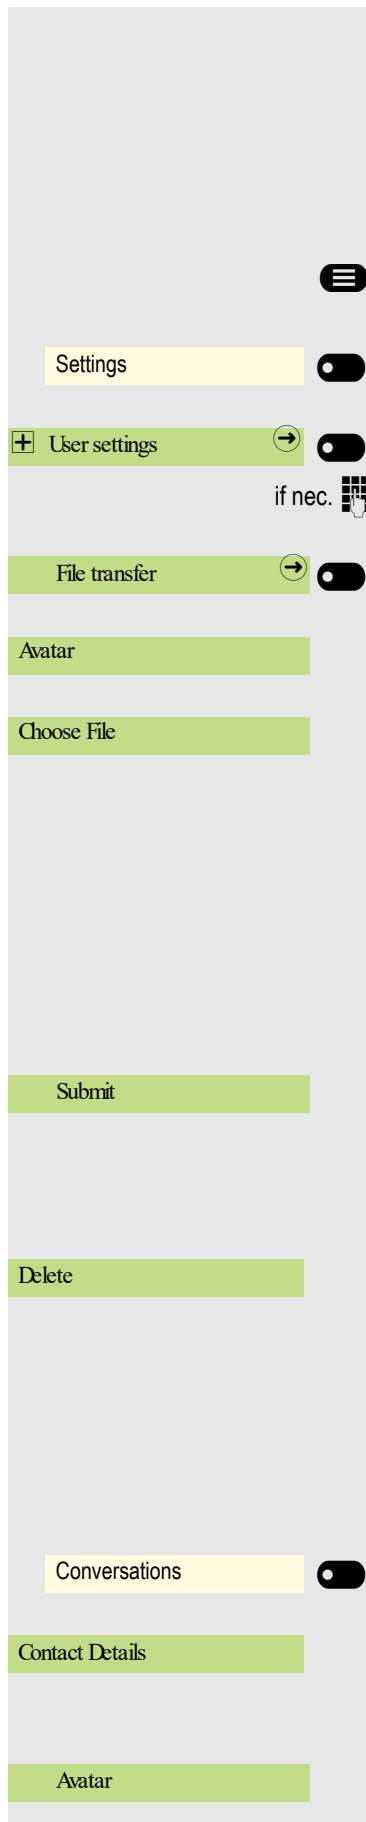 Settings
User settings
if nec.
File transfer
Avatar
Choose File
Submit
Delete
Conversations
Contact Details
Avatar